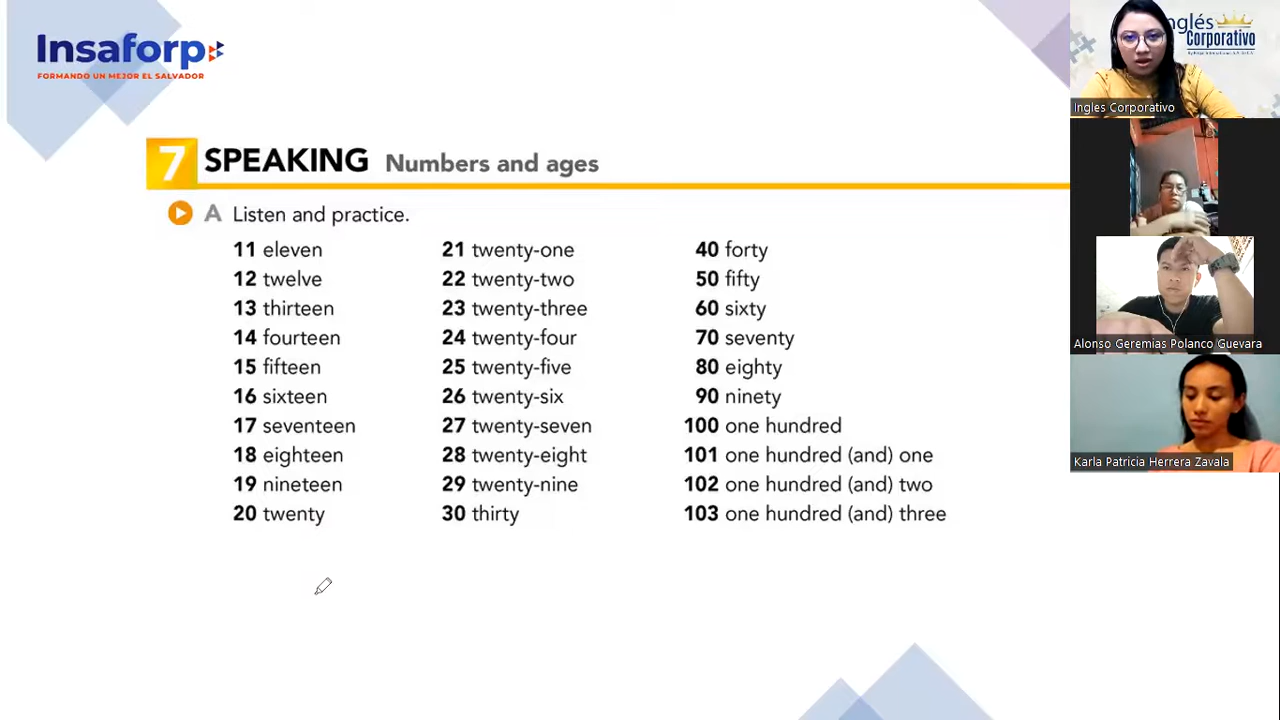 Insaforp
FORMANDO UN MEJOR EL SALVADOR
7 SPEAKING Numbers and ages
A Listen and practice.
11 eleven
12 twelve
13 thirteen
14 fourteen
15 fifteen
16 sixteen
17 seventeen
18 eighteen
19 nineteen
20 twenty
21 twenty-one
22 twenty-two
23 twenty-three
24 twenty-four
25 twenty-five
26 twenty-six
27 twenty-seven
28 twenty-eight
29 twenty-nine
30 thirty
40 forty
50 fifty
60 sixty
70 seventy
80 eighty
90 ninety
100 one hundred
101 one hundred (and) one
102 one hundred (and) two
103 one hundred (and) three
Corporativo
Ingles Corporativo
Alonso Geremias Polanco Guevara
Karla Patricia Herrera Zavala